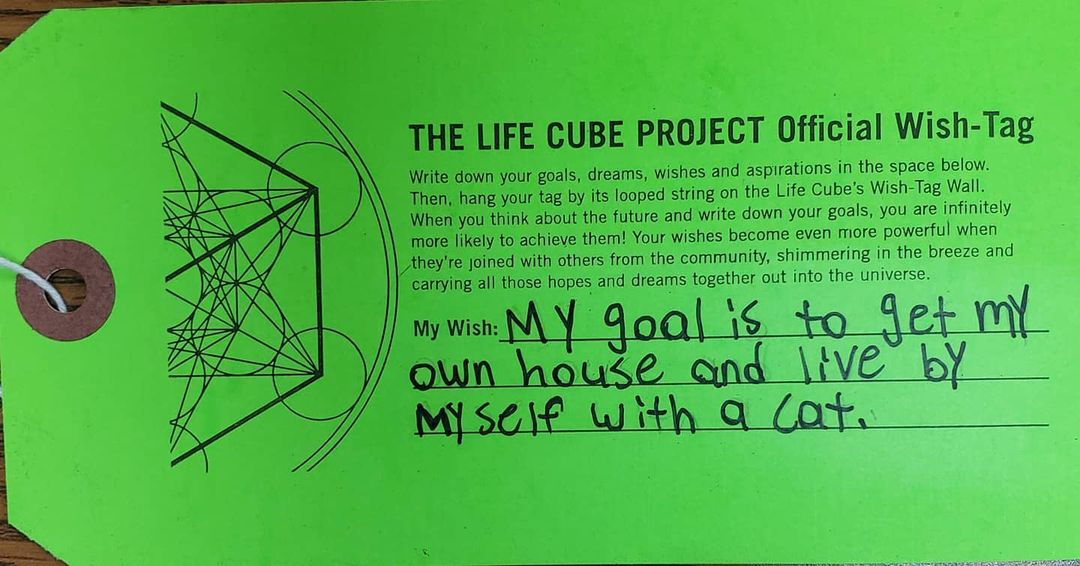 THE LIFE CUBE PROJECT Official Wish-Tag
Write down your goals, dreams, wishes and aspirations in the space below.
Then, hang your tag by its looped string on the Life Cube's Wish-Tag Wall.
When you think about the future and write down your goals, you are infinitely
more likely to achieve them! Your wishes become even more powerful when
they're joined with others from the community, shimmering in the breeze and
carrying all those hopes and dreams together out into the universe.
My Wish: My goal is to get my
own house and live by
myself with a cat.